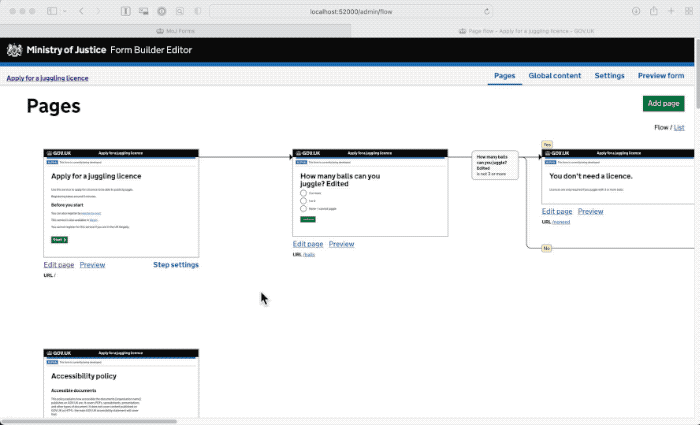 localhost:52000/admin/flow
MoJ Forms
Page flow - Apply for a juggling licence - GOV.UK
Ministry of Justice Form Builder Editor
Apply for a juggling licence
Pages
Global content
Settings
Preview form
Pages
Add page
Flow / List
GOV.UK
Apply for a juggling licence
Apply for a juggling licence
Before you start
Start
Edit page
Preview
Step settings
URL /
GOV.UK
Apply for a juggling licence
How many balls can you
juggle? Edited
Edit page
Preview
URL /balls
How many balls
can you juggle?
Edited
is not 3 or more
Yes
GOV.UK
Apply for a juggling licence
You don't need a licence.
Edit page
Preview
URL /noneed
No
GOV.UK
Apply for a juggling licence
Accessibility policy
Accessible documents